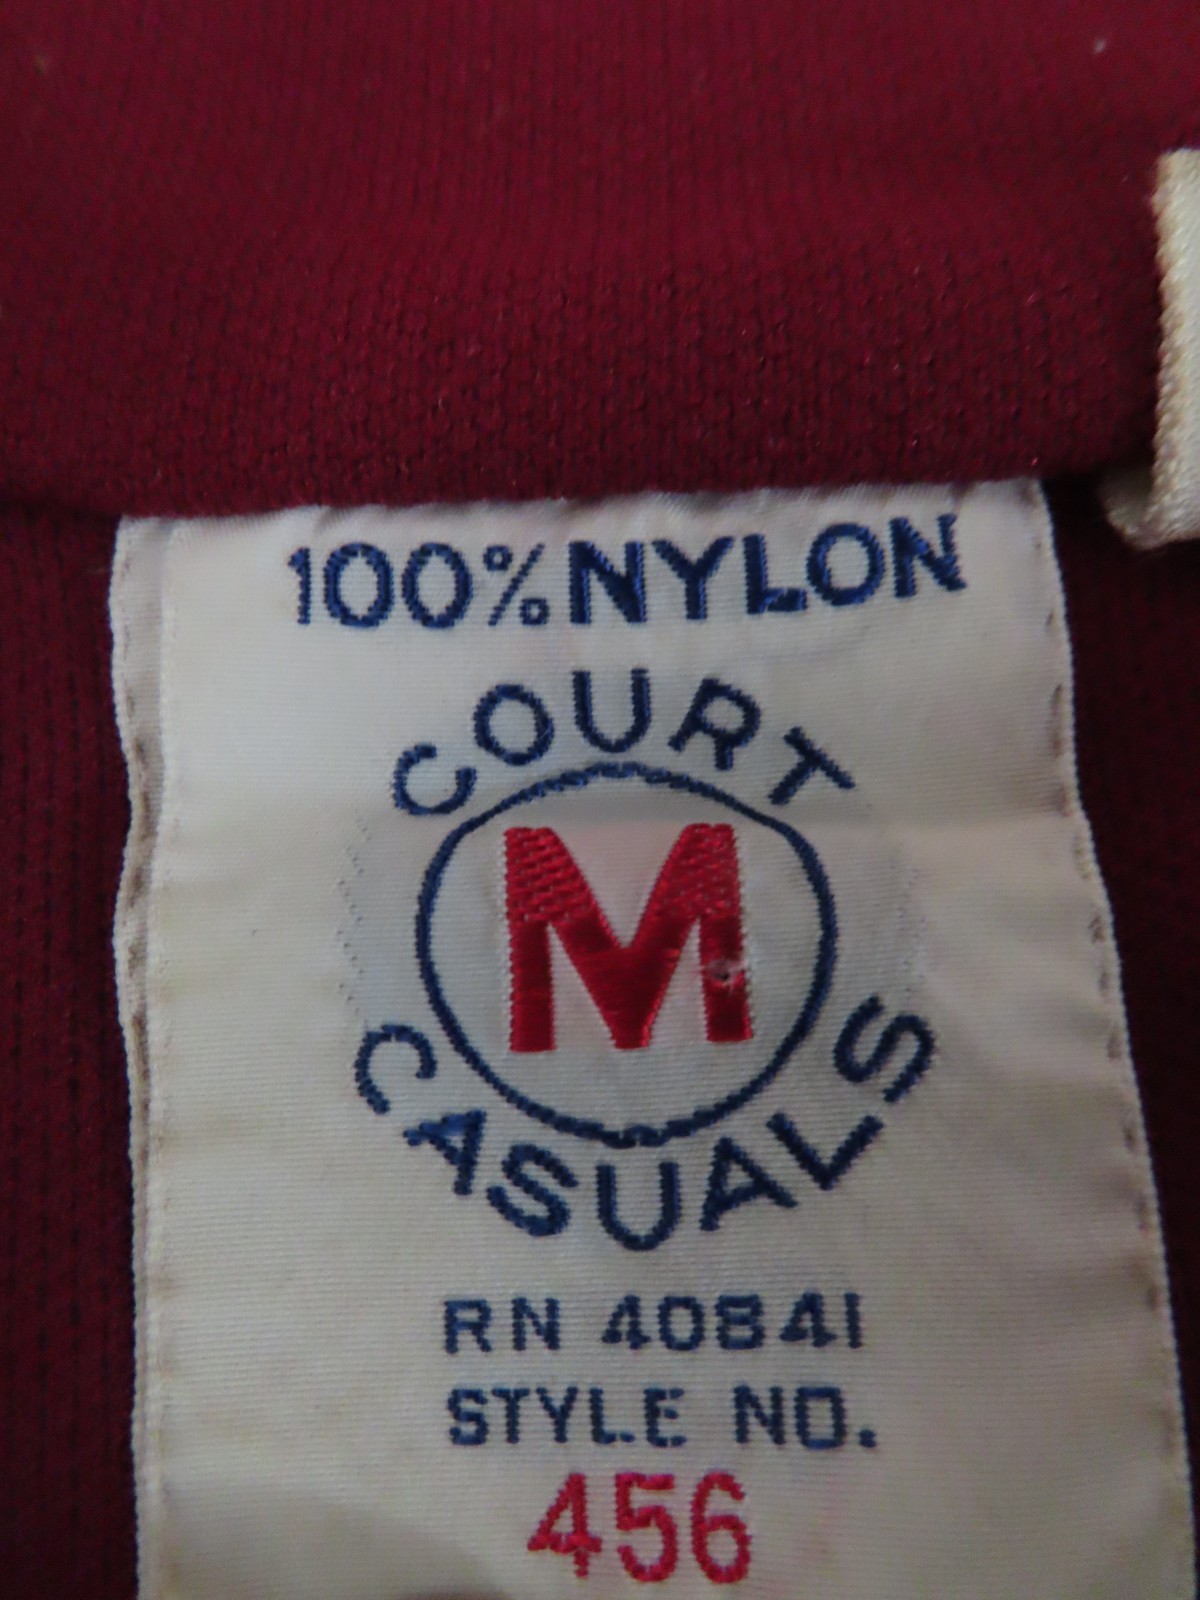 100% NYLON
COURT
M
CASUALS
RN 40841
STYLE NO.
456